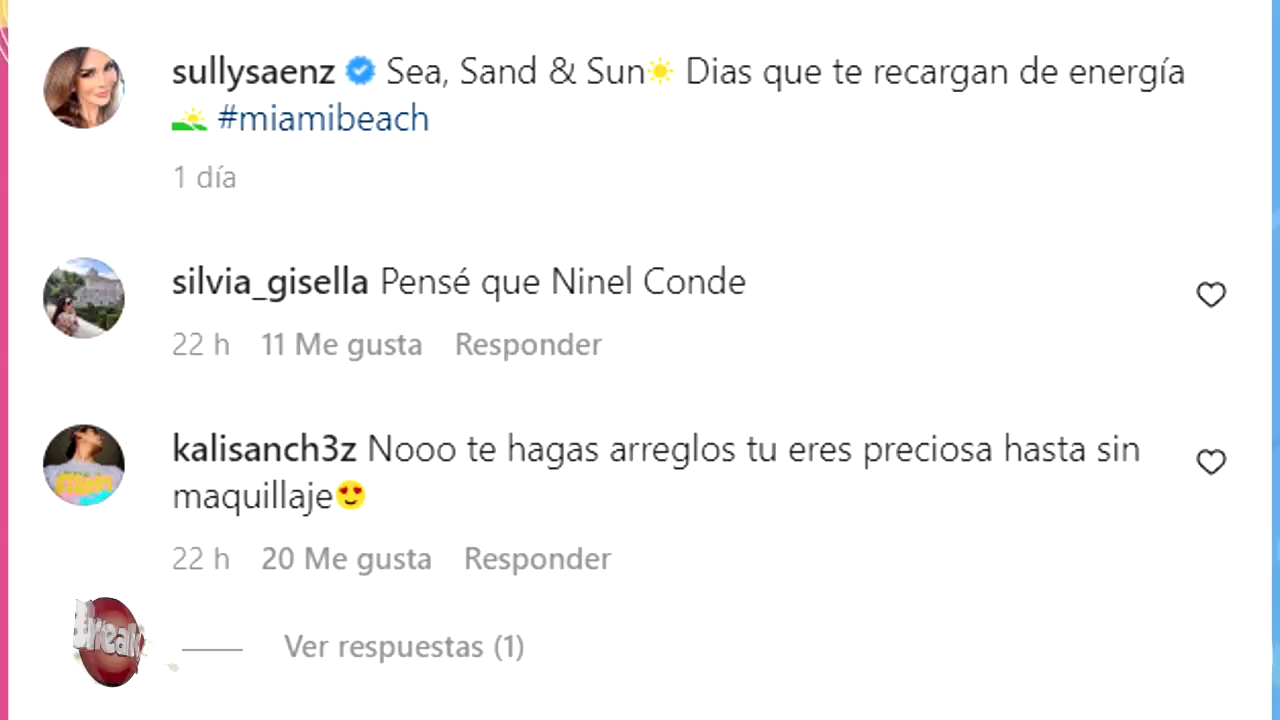 sullysaenz Sea, Sand & Sun☀️ Dias que te recargan de energía
🌅 #miamibeach
1 día
silvia_gisella Pensé que Ninel Conde
22 h 11 Me gusta Responder
kalisanch3z Nooo te hagas arreglos tu eres preciosa hasta sin
maquillaje😍
22 h 20 Me gusta Responder
Break
Ver respuestas (1)